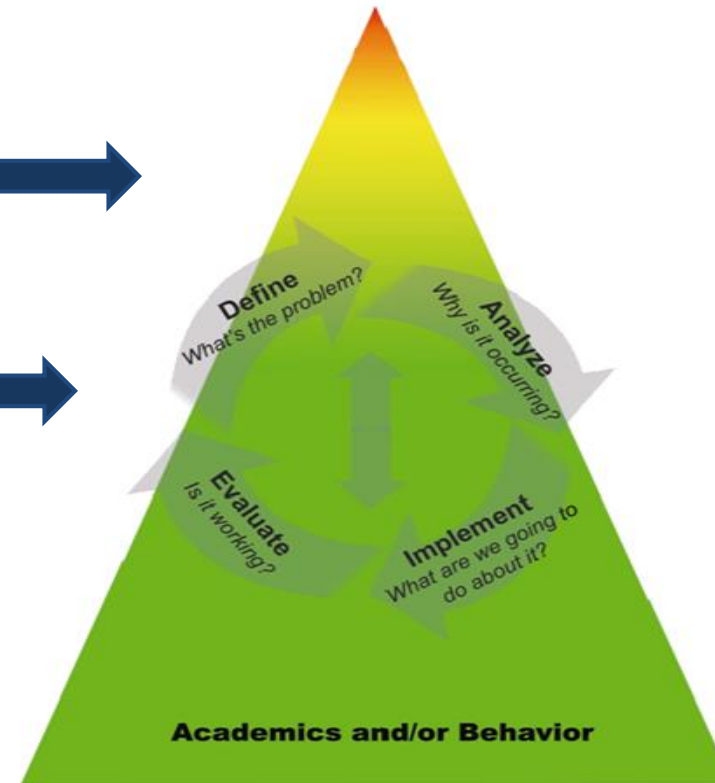 Define
What's the problem?
Analyze
Why is it occurring?
Implement
What are we going to
do about it?
Evaluate
Is it working?
Academics and/or Behavior